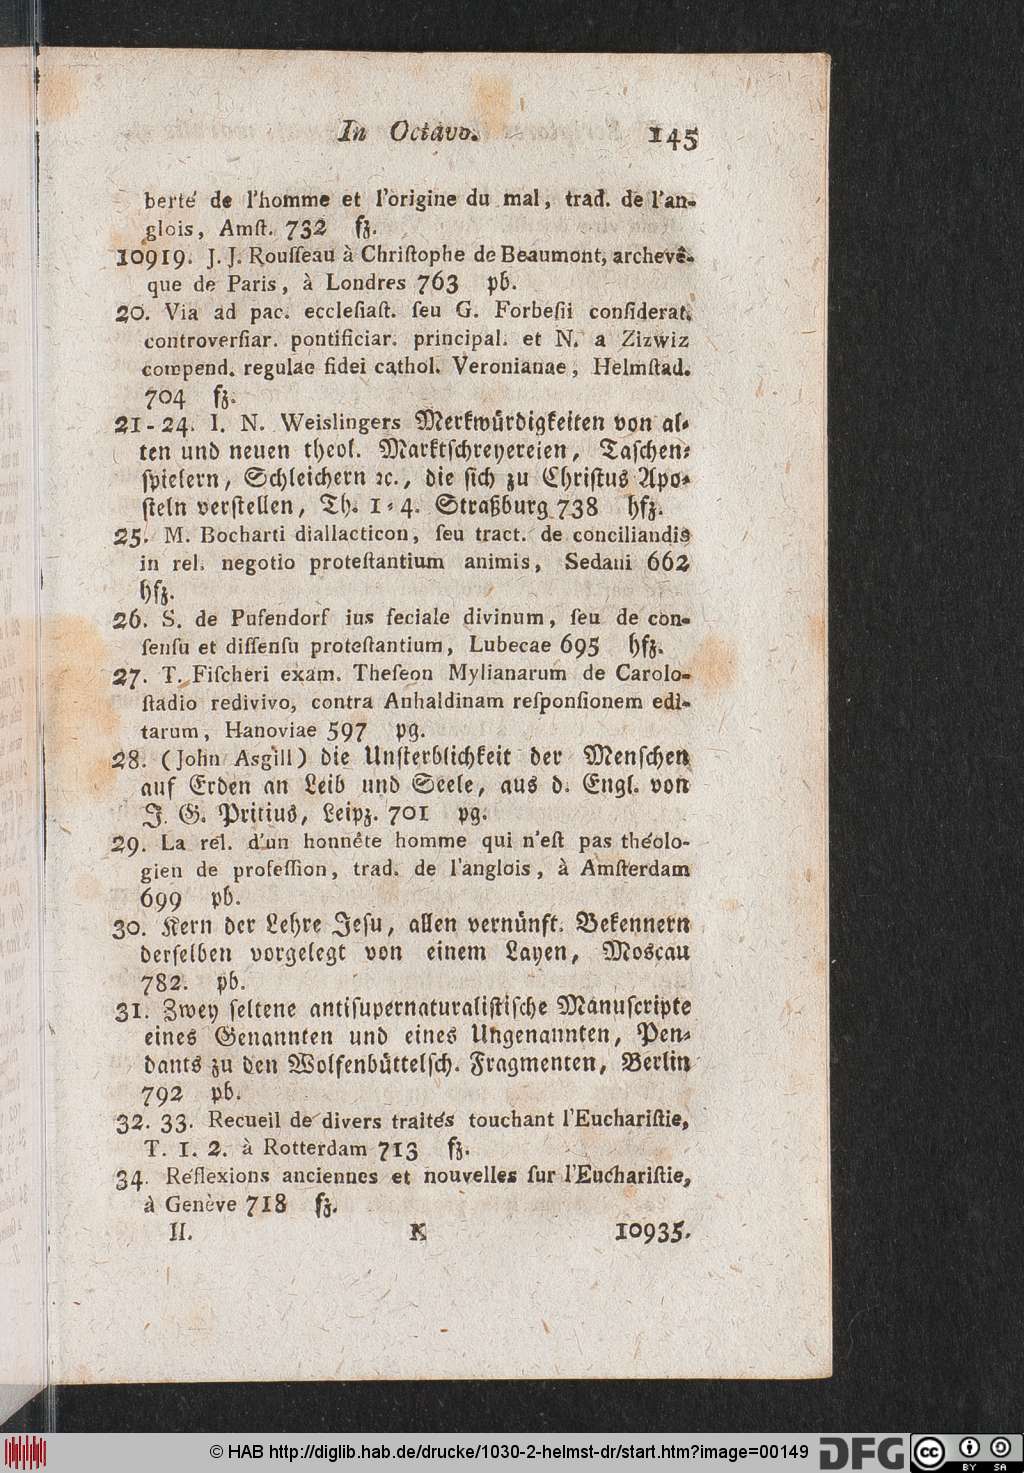 In Octavo. 145
berté de l'homme et l'origine du mal, trad. de l'an-
glois, Amſt. 732 ſz.
10919. J. J. Rouſſeau à Chriſtophe de Beaumont, archevê-
que de Paris, à Londres 763 pb.
20. Via ad pac. eccleſiaſt. ſeu G. Forbeſii conſiderat.
controverſiar. pontificiar. principal. et N. a Zizwiz
compend. regulae fidei cathol. Veronianae, Helmſtad.
704 ſz.
21-24. I. N. Weislingers Merkwürdigkeiten von al-
ten und neuen theol. Marktſchreyereien, Taſchen-
ſpielern, Schleichern ꝛc., die ſich zu Chriſtus Apo-
ſteln verſtellen, Th. 1-4. Straßburg 738 hſz.
25. M. Bocharti diallacticon, ſeu tract. de conciliandis
in rel. negotio proteſtantium animis, Sedani 662
hſz.
26. S. de Pufendorf ius feciale divinum, ſeu de con-
ſenſu et diſſenſu proteſtantium, Lubecae 695 hſz.
27. T. Fiſcheri exam. Theſeon Mylianarum de Carolo-
ſtadio redivivo, contra Anhaldinam reſponſionem edi-
tarum, Hanoviae 597 pg.
28. (John Asgill) die Unſterblichkeit der Menſchen
auf Erden an Leib und Seele, aus d. Engl. von
J. G. Pritius, Leipz. 701 pg.
29. La rel. d'un honnête homme qui n'eſt pas théolo-
gien de profeſſion, trad. de l'anglois, à Amſterdam
699 pb.
30. Kern der Lehre Jeſu, allen vernünft. Bekennern
derſelben vorgelegt von einem Layen, Moscau
782. pb.
31. Zwey ſeltene antiſupernaturaliſtiſche Manuſcripte
eines Genannten und eines Ungenannten, Pen-
dants zu den Wolfenbüttelſch. Fragmenten, Berlin
792 pb.
32. 33. Recueil de divers traités touchant l'Euchariſtie,
T. 1. 2. à Rotterdam 713 ſz.
34. Réflexions anciennes et nouvelles ſur l'Euchariſtie,
à Genève 718 ſz.
II. K 10935.
© HAB http://diglib.hab.de/drucke/1030-2-helmst-dr/start.htm?image=00149 DFG cc BY SA